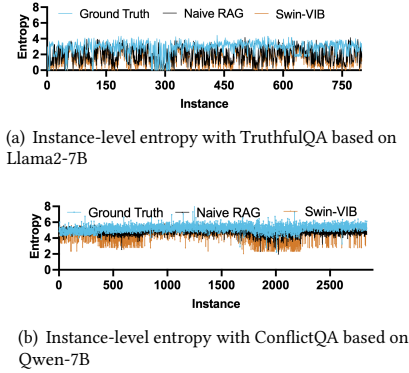 Ground Truth Naive RAG Swin-VIB
8
6
4
2
0
Entropy
0 150 300 450 600 750
Instance
(a) Instance-level entropy with TruthfulQA based on
Llama2-7B
8
6
4
2
0
Entropy
Ground Truth Naive RAG Swin-VIB
0 500 1000 1500 2000 2500
Instance
(b) Instance-level entropy with ConflictQA based on
Qwen-7B